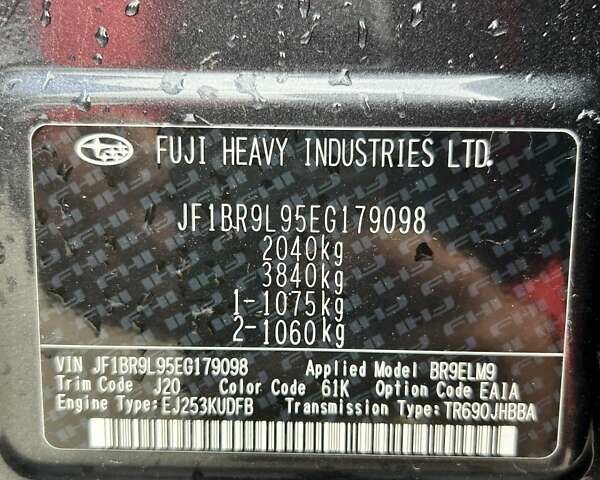 FUJI HEAVY INDUSTRIES LTD.
JF1BR9L95EG179098
2040kg
3840kg
1-1075kg
2-1060kg
VIN JF1BR9L95EG179098 Applied Model BR9ELM9
Trim Code J20 Color Code 61K Option Code EA1A
Engine Type:EJ253KUDFB Transmission Type:TR690JHBBA